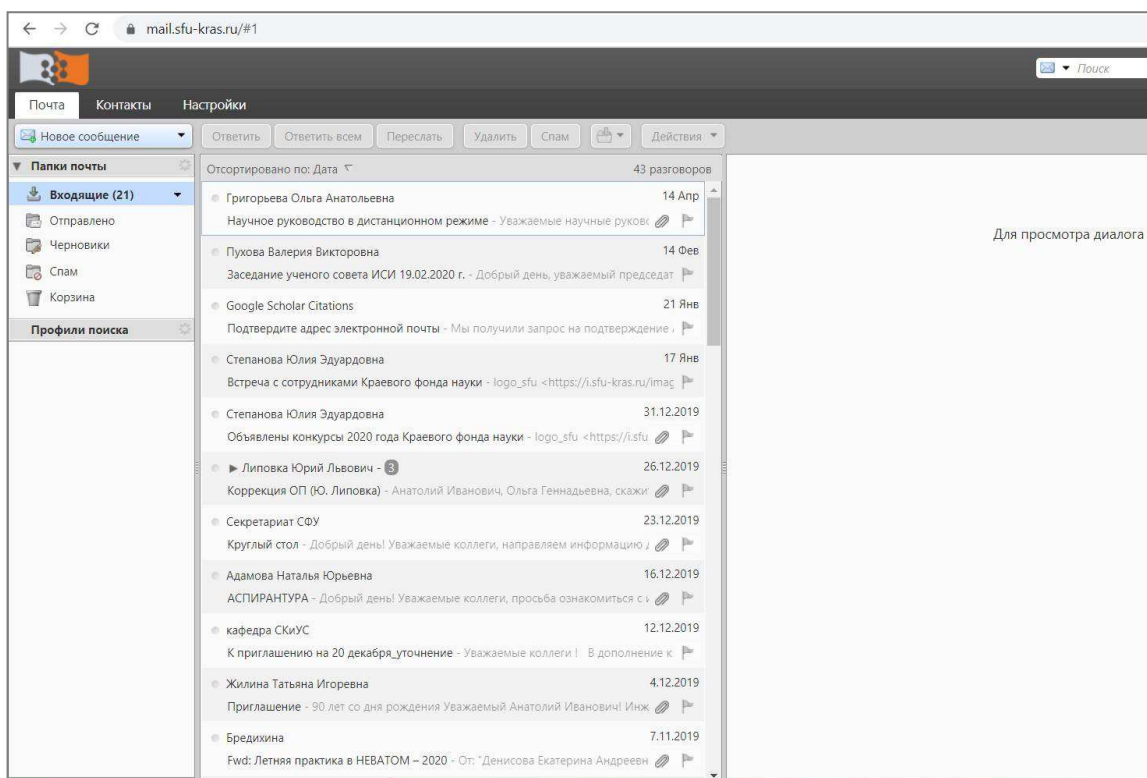 mail.sfu-kras.ru/#1
Поиск
Почта Контакты Настройки
Новое сообщение Ответить Ответить всем Переслать Удалить Спам Действия
Папки почты
Входящие (21)
Отправлено
Черновики
Спам
Корзина
Профили поиска
Отсортировано по: Дата 43 разговоров
Григорьева Ольга Анатольевна 14 Апр
Научное руководство в дистанционном режиме - Уважаемые научные руковс
Пухова Валерия Викторовна 14 Фев
Заседание ученого совета ИСИ 19.02.2020 г. - Добрый день, уважаемый председат
Google Scholar Citations 21 Янв
Подтвердите адрес электронной почты - Мы получили запрос на подтверждение
Степанова Юлия Эдуардовна 17 Янв
Встреча с сотрудниками Краевого фонда науки - logo_sfu <https://i.sfu-kras.ru/imag
Степанова Юлия Эдуардовна 31.12.2019
Объявлены конкурсы 2020 года Краевого фонда науки - logo_sfu <https://i.sfu
Липовка Юрий Львович - 3 26.12.2019
Коррекция ОП (Ю. Липовка) - Анатолий Иванович, Ольга Геннадьевна, скажи
Секретариат СФУ 23.12.2019
Круглый стол - Добрый день! Уважаемые коллеги, направляем информацию
Адамова Наталья Юрьевна 16.12.2019
АСПИРАНТУРА - Добрый день! Уважаемые коллеги, просьба ознакомиться с
кафедра СКиУС 12.12.2019
К приглашению на 20 декабря_уточнение - Уважаемые коллеги ! В дополнение к
Жилина Татьяна Игоревна 4.12.2019
Приглашение - 90 лет со дня рождения Уважаемый Анатолий Иванович! Инж
Бредихина 7.11.2019
Fwd: Летняя практика в НЕВАТОМ – 2020 - От: "Денисова Екатерина Андреевн
Для просмотра диалога